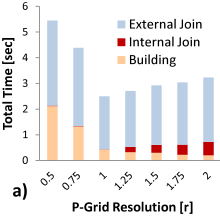 External Join
Internal Join
Building
Total Time [sec]
6
5
4
3
2
1
0
0.5
0.75
1
1.25
1.5
1.75
2
P-Grid Resolution [r]
a)